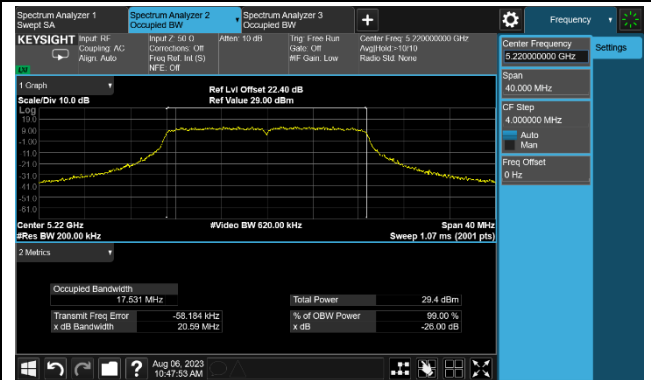 Spectrum Analyzer 1
Swept SA
Spectrum Analyzer 2
Occupied BW
Spectrum Analyzer 3
Occupied BW
Frequency
KEYSIGHT
Input: RF
Coupling: AC
Align: Auto
Input Z: 50 Ω
Corrections: Off
Freq Ref: Int (S)
NFE: Off
Atten: 10 dB
Trig: Free Run
Gate: Off
#IF Gain: Low
Center Freq: 5.220000000 GHz
Avg|Hold:>10/10
Radio Std: None
Center Frequency
5.220000000 GHz
Settings
Span
40.000 MHz
CF Step
4.000000 MHz
Auto
Man
Freq Offset
0 Hz
1 Graph
Scale/Div 10.0 dB
Ref Lvl Offset 22.40 dB
Ref Value 29.00 dBm
Log
19.0
9.00
-1.00
-11.0
-21.0
-31.0
-41.0
-51.0
-61.0
Center 5.22 GHz
#Video BW 620.00 kHz
Span 40 MHz
#Res BW 200.00 kHz
Sweep 1.07 ms (2001 pts)
2 Metrics
Occupied Bandwidth
17.531 MHz
Total Power
29.4 dBm
Transmit Freq Error
-58.184 kHz
% of OBW Power
99.00 %
x dB Bandwidth
20.59 MHz
x dB
-26.00 dB
Aug 06, 2023
10:47:53 AM